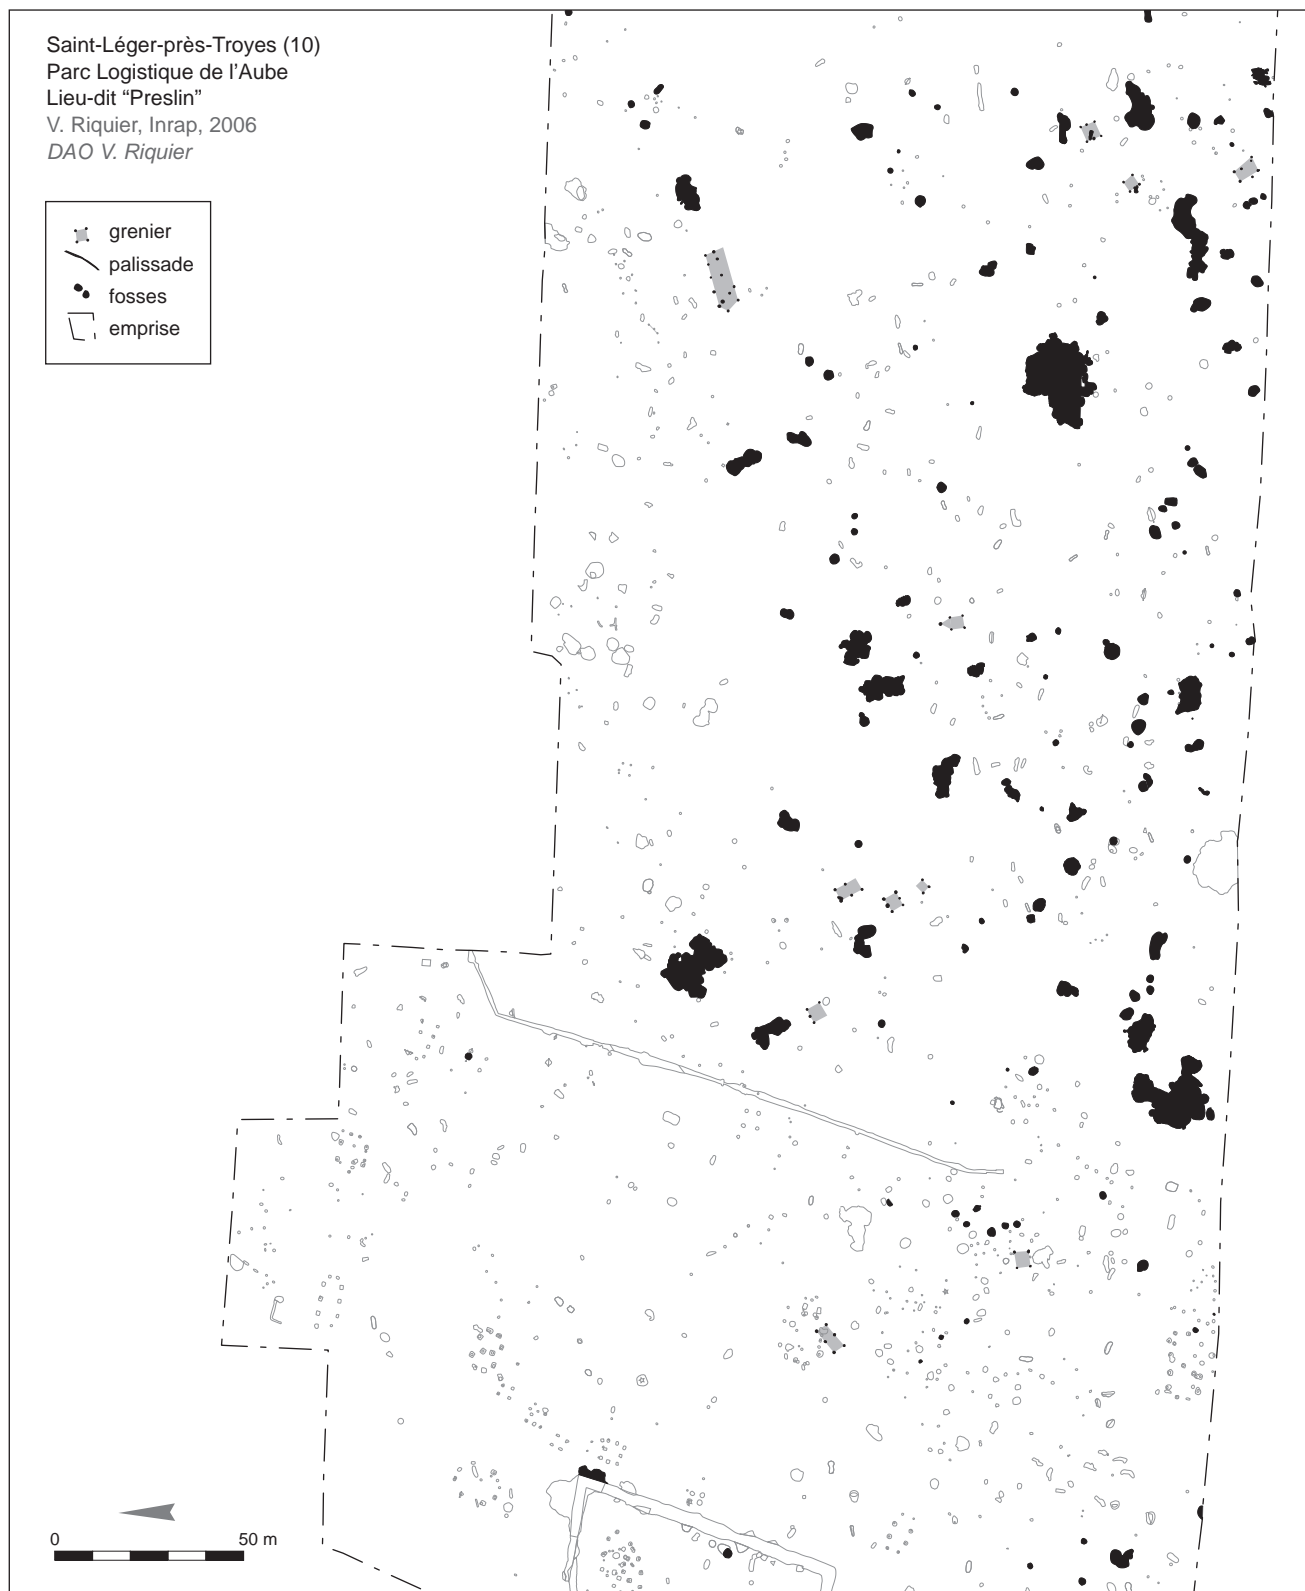 Saint-Léger-près-Troyes (10)
Parc Logistique de l'Aube
Lieu-dit “Preslin”
V. Riquier, Inrap, 2006
DAO V. Riquier
grenier
palissade
fosses
emprise
0 50 m